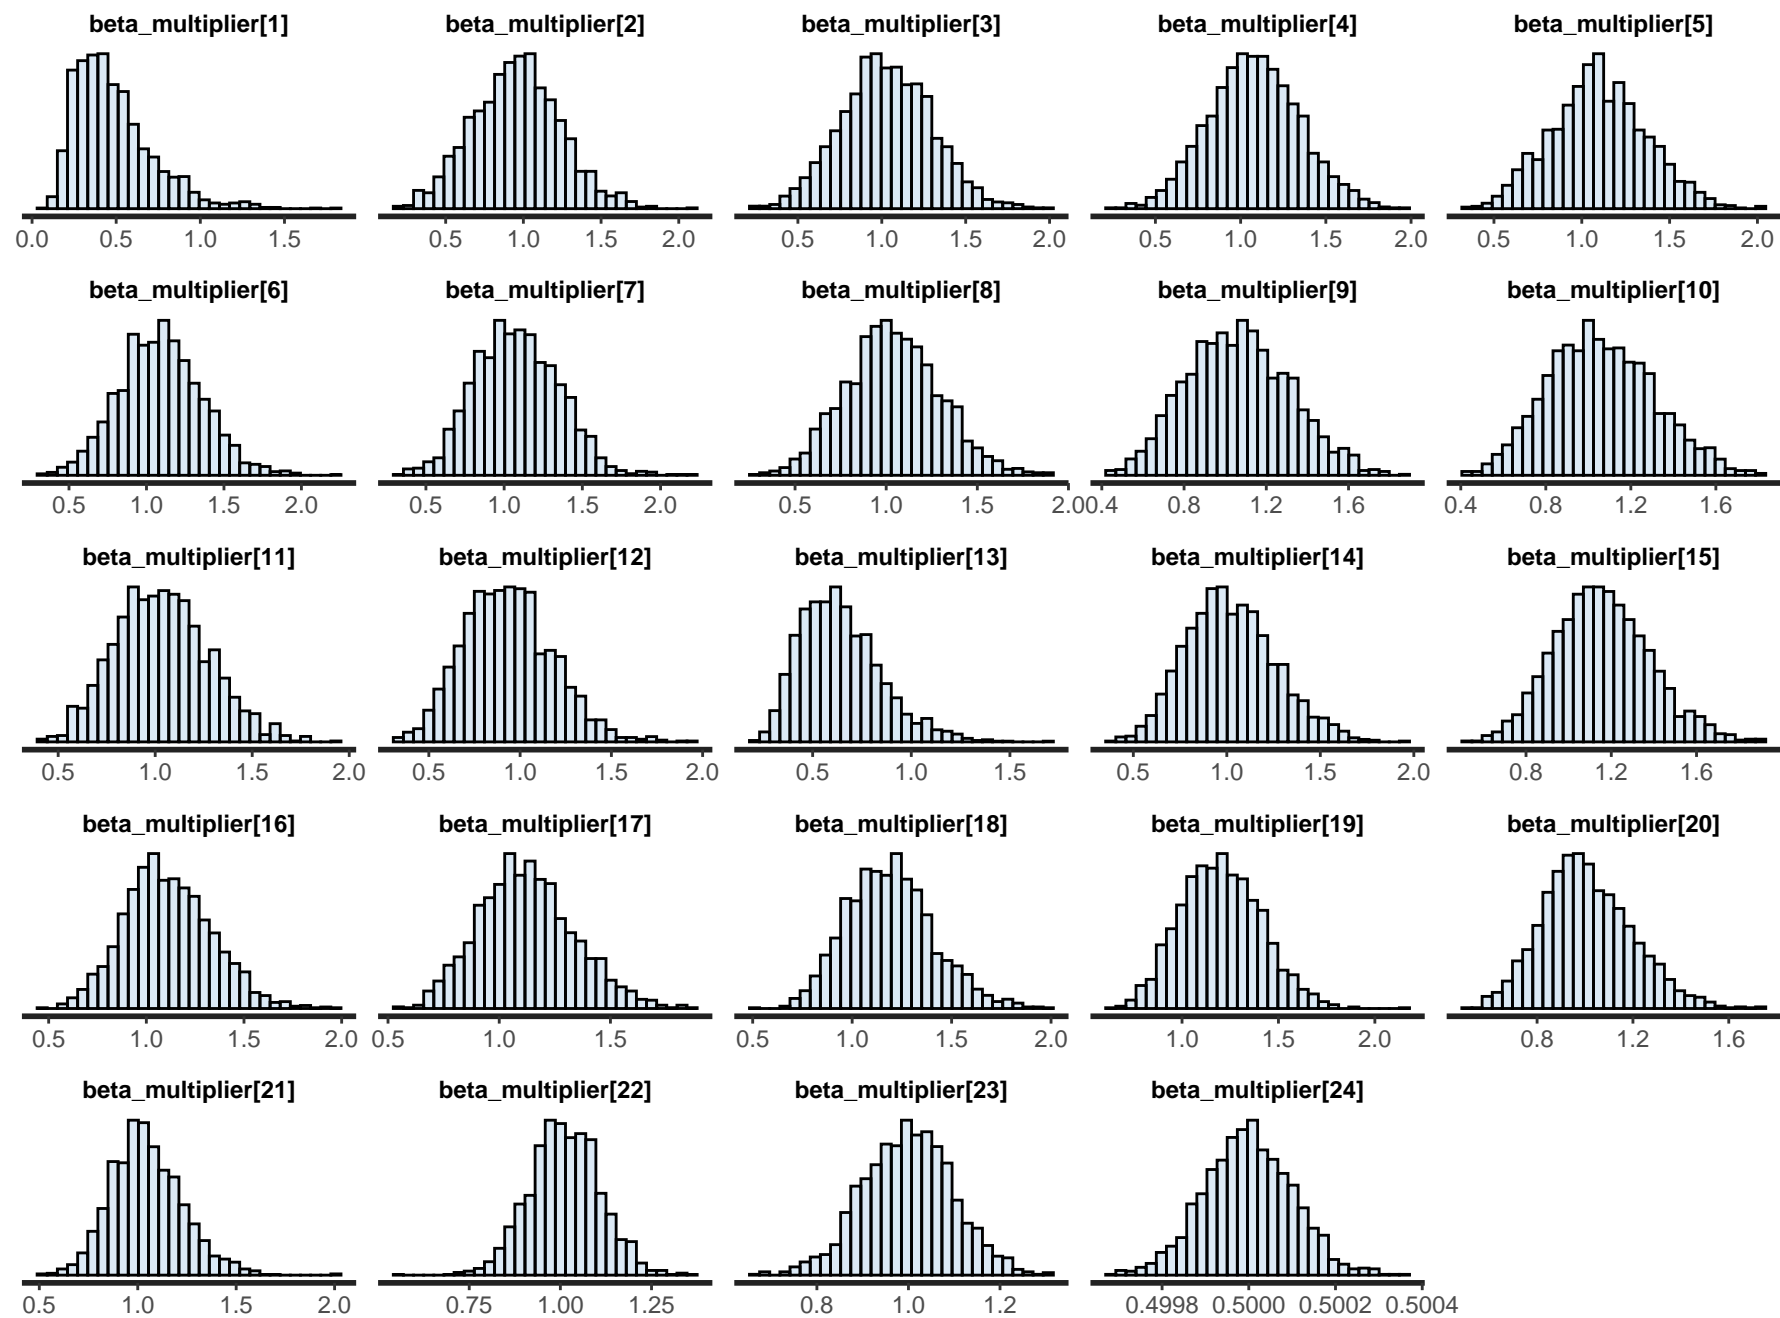 beta_multiplier[1] beta_multiplier[2] beta_multiplier[3] beta_multiplier[4] beta_multiplier[5]
0.0 0.5 1.0 1.5 0.5 1.0 1.5 2.0 0.5 1.0 1.5 2.0 0.5 1.0 1.5 2.0 0.5 1.0 1.5 2.0
beta_multiplier[6] beta_multiplier[7] beta_multiplier[8] beta_multiplier[9] beta_multiplier[10]
0.5 1.0 1.5 2.0 0.5 1.0 1.5 2.0 0.5 1.0 1.5 2.0 0.4 0.8 1.2 1.6 0.4 0.8 1.2 1.6
beta_multiplier[11] beta_multiplier[12] beta_multiplier[13] beta_multiplier[14] beta_multiplier[15]
0.5 1.0 1.5 2.0 0.5 1.0 1.5 2.0 0.5 1.0 1.5 0.5 1.0 1.5 2.0 0.8 1.2 1.6
beta_multiplier[16] beta_multiplier[17] beta_multiplier[18] beta_multiplier[19] beta_multiplier[20]
0.5 1.0 1.5 2.0 0.5 1.0 1.5 0.5 1.0 1.5 2.0 1.0 1.5 2.0 0.8 1.2 1.6
beta_multiplier[21] beta_multiplier[22] beta_multiplier[23] beta_multiplier[24]
0.5 1.0 1.5 2.0 0.75 1.00 1.25 0.8 1.0 1.2 0.4998 0.5000 0.5002 0.5004